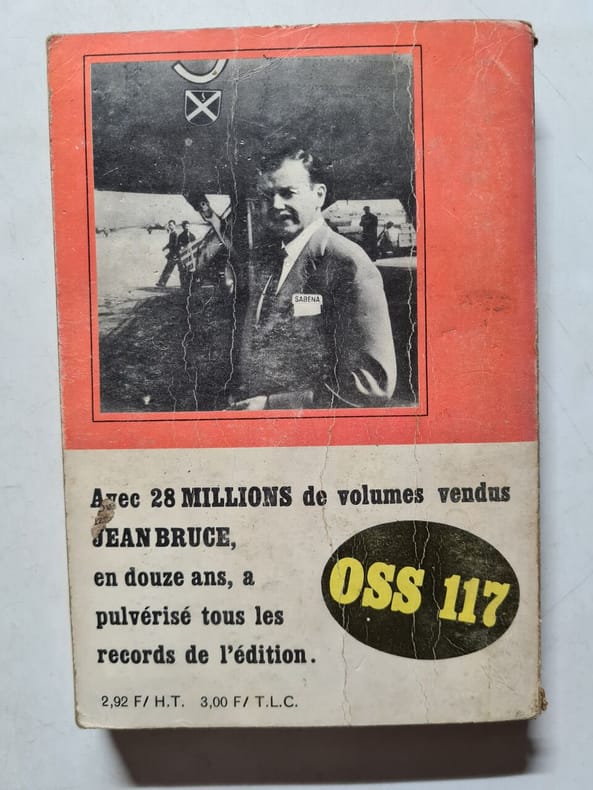 SABENA
Avec 28 MILLIONS de volumes vendus
JEAN BRUCE,
en douze ans, a
pulvérisé tous les
records de l'édition.
OSS 117
2,92 F/ H.T. 3,00 F/ T.L.C.